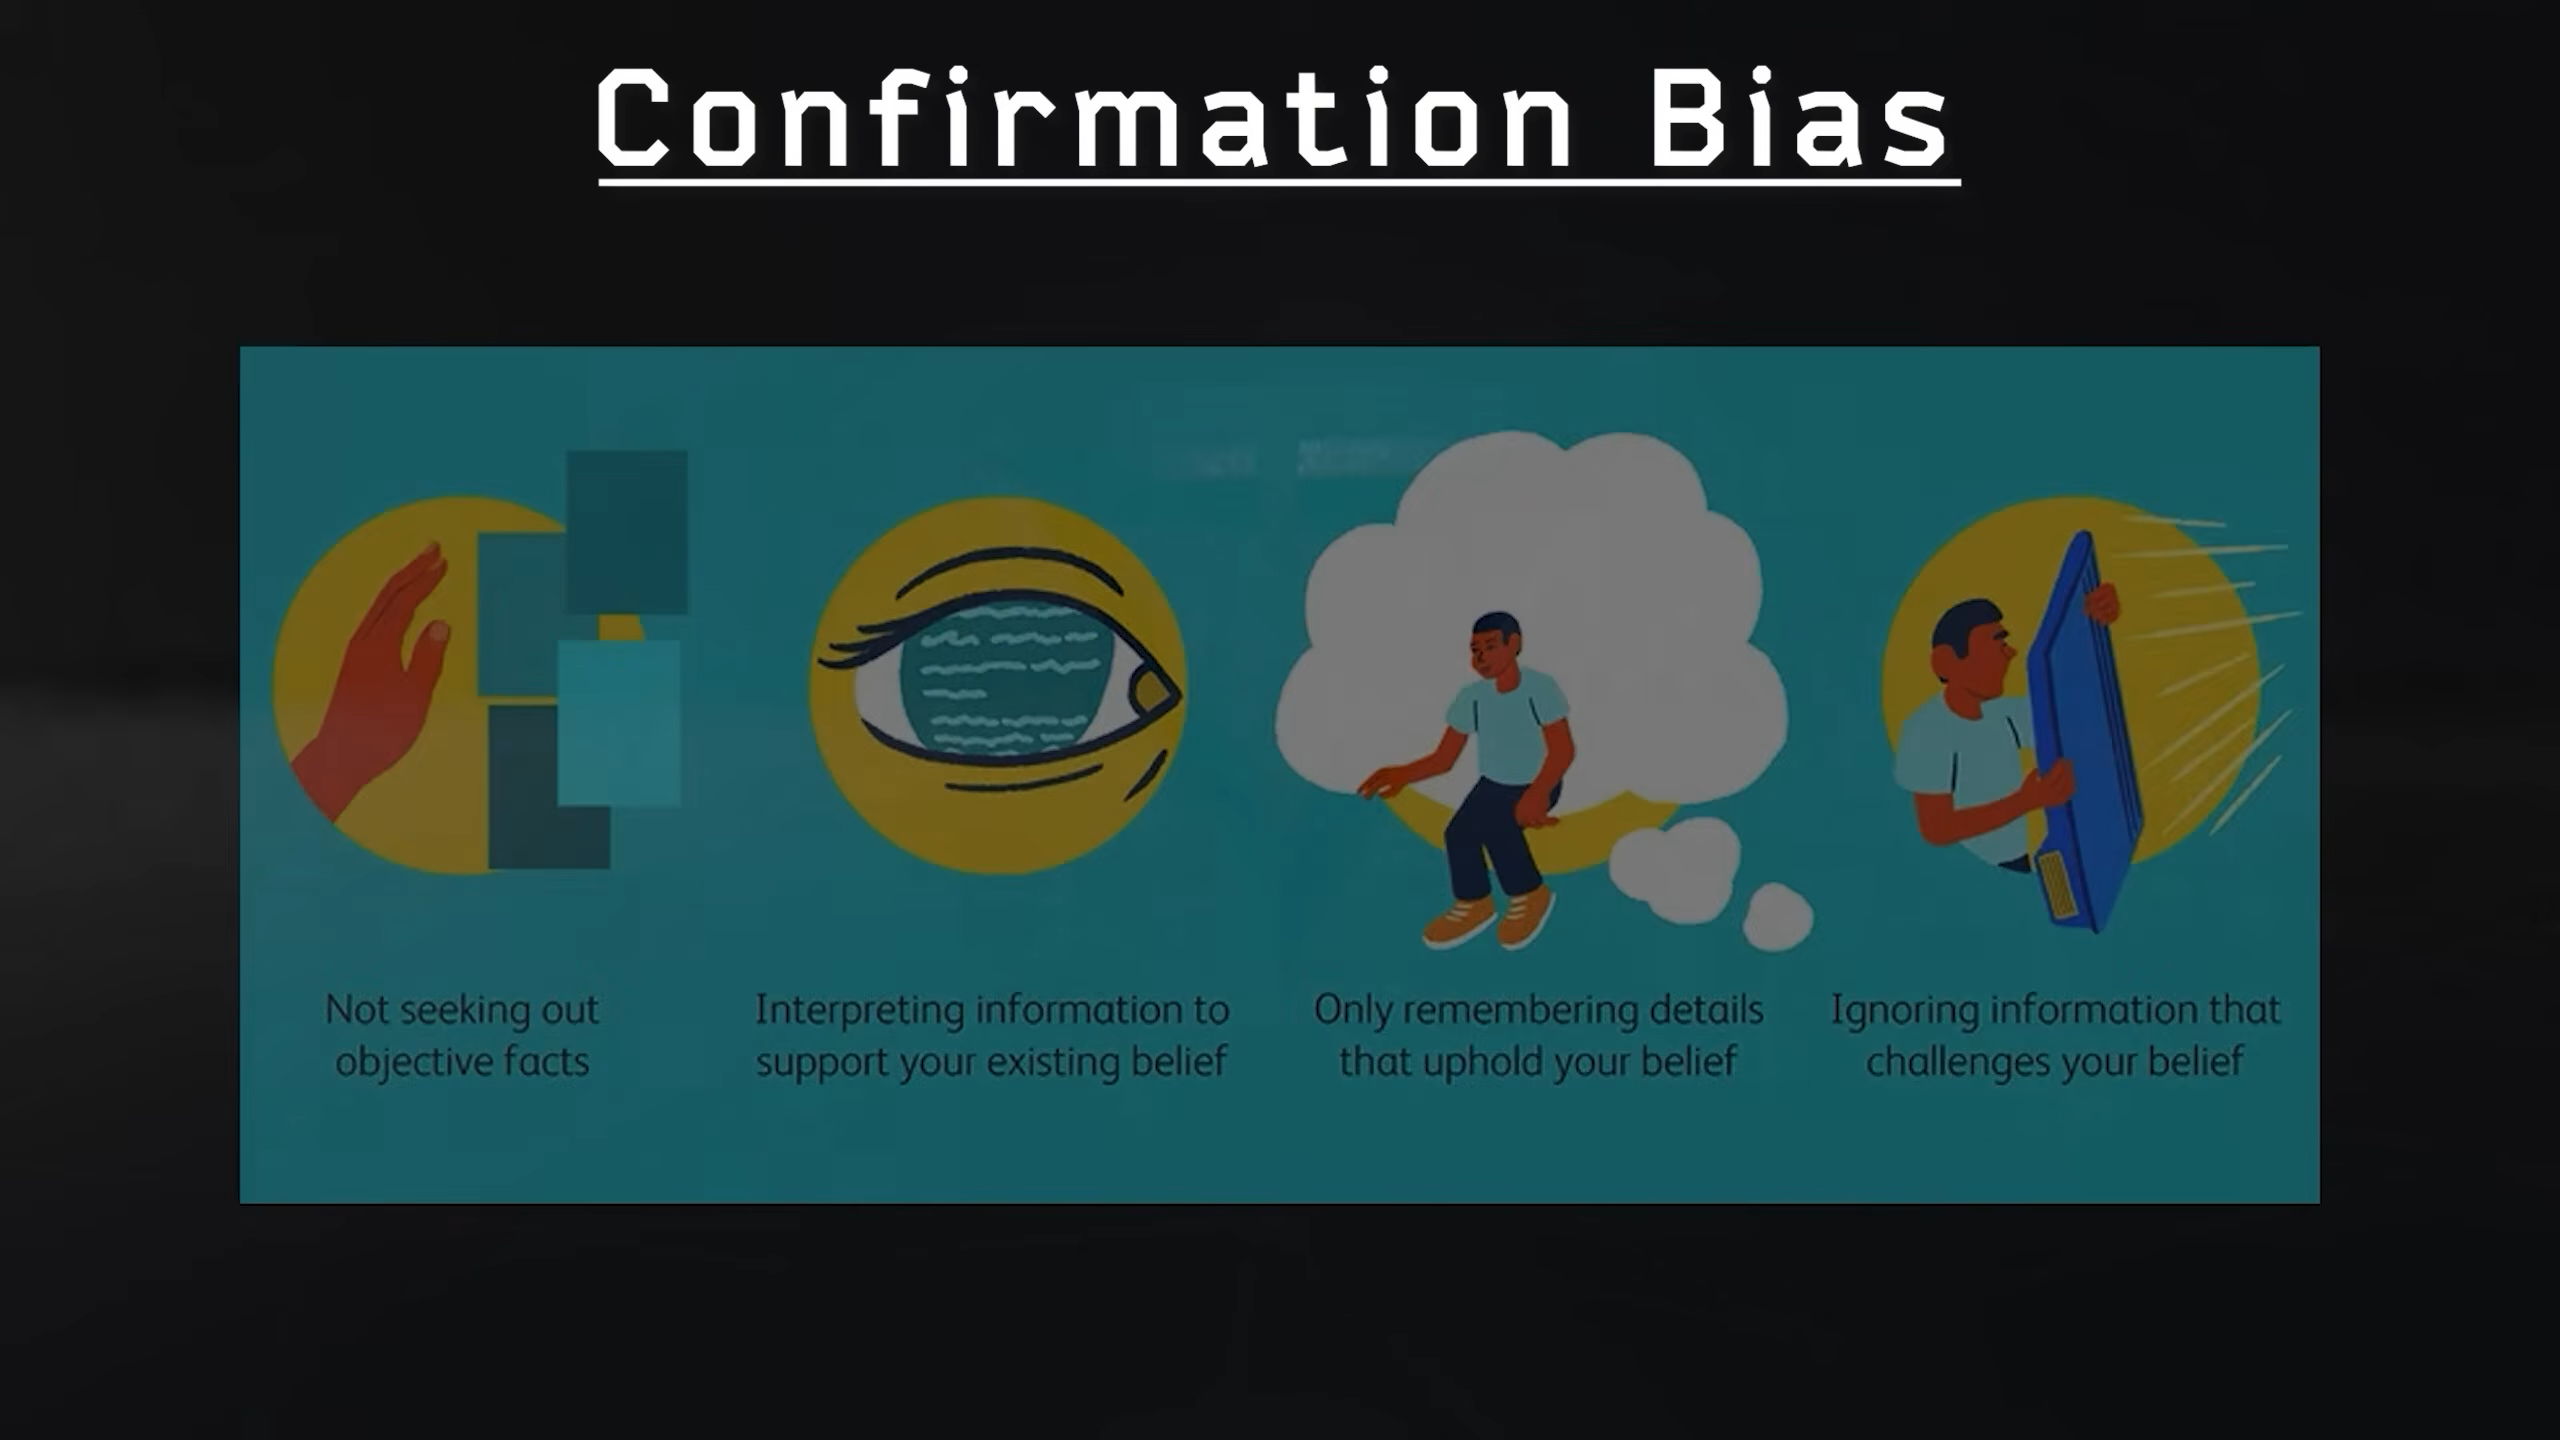 Confirmation Bias
Not seeking out
objective facts
Interpreting information to
support your existing belief
Only remembering details
that uphold your belief
Ignoring information that
challenges your belief